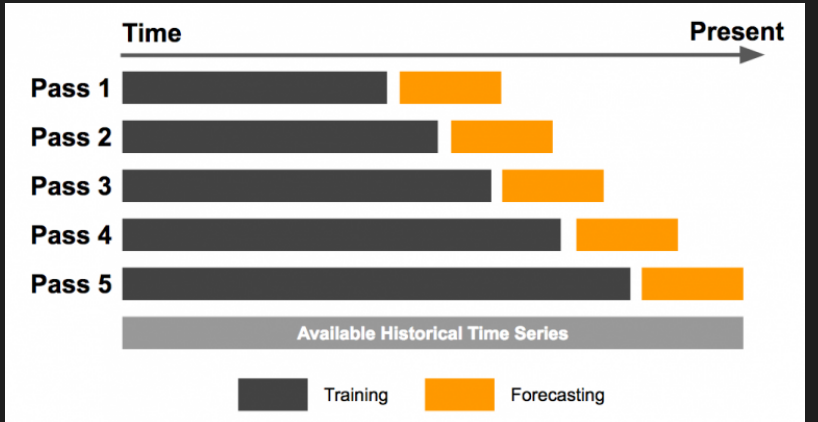 Time
Present
Pass 1
Pass 2
Pass 3
Pass 4
Pass 5
Available Historical Time Series
Training
Forecasting